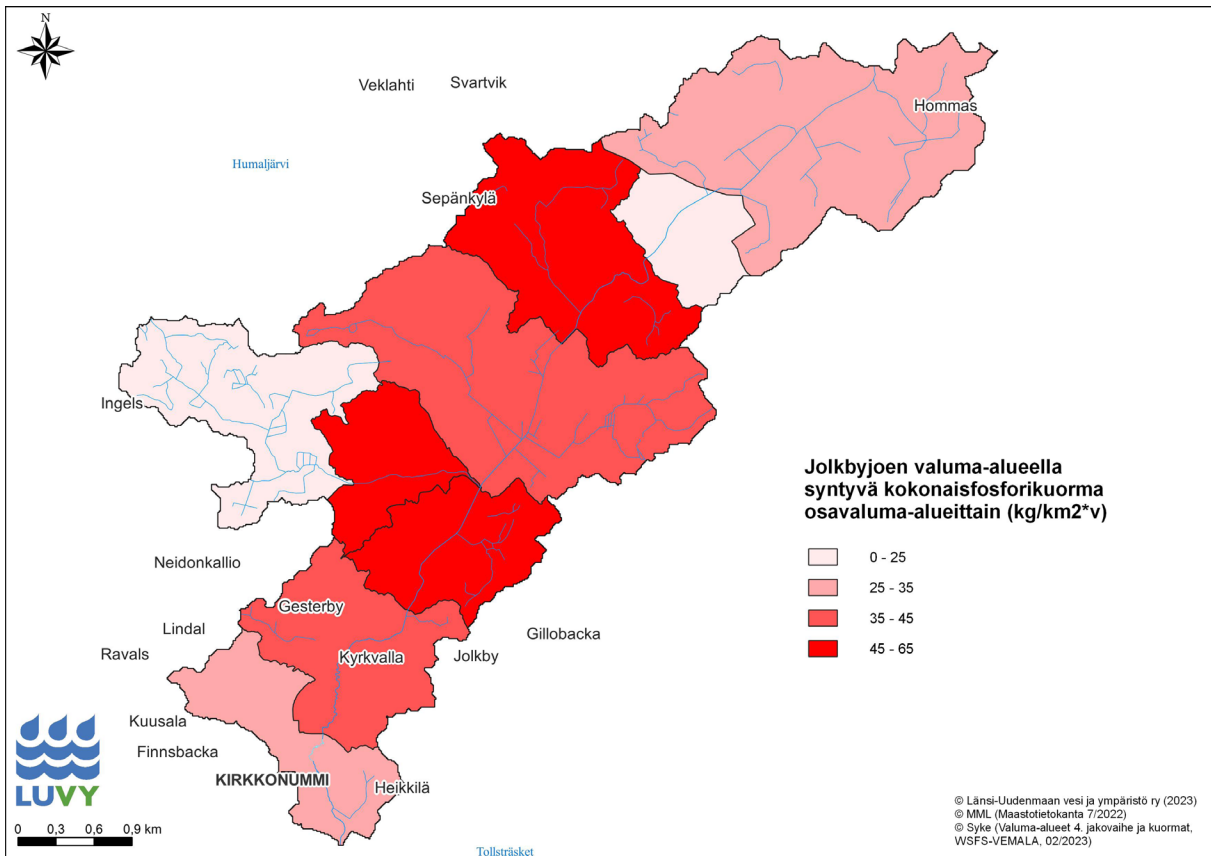 N
Veklahti
Svartvik
Hommas
Humaljärvi
Sepänkylä
Ingels
Jolkbyjoen valuma-alueella
syntyvä kokonaisfosforikuorma
osavaluma-alueittain (kg/km2*v)
0 - 25
25 - 35
35 - 45
45 - 65
Neidonkallio
Gesterby
Lindal
Gillobacka
Ravals
Kyrkvalla
Jolkby
Kuusala
Finnsbacka
KIRKKONUMMI
Heikkilä
LUVY
0 0,3 0,6 0,9 km
Tollsträsket
© Länsi-Uudenmaan vesi ja ympäristö ry (2023)
© MML (Maastotietokanta 7/2022)
© Syke (Valuma-alueet 4. jakovaihe ja kuormat,
WSFS-VEMALA, 02/2023)